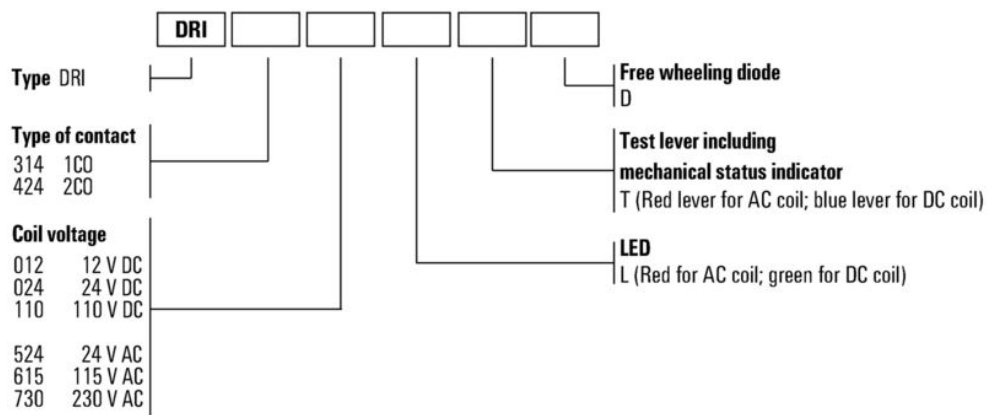 DRI
Type DRI
Type of contact
314 1CO
424 2CO
Coil voltage
012 12 V DC
024 24 V DC
110 110 V DC
524 24 V AC
615 115 V AC
730 230 V AC
Free wheeling diode
D
Test lever including
mechanical status indicator
T (Red lever for AC coil; blue lever for DC coil)
LED
L (Red for AC coil; green for DC coil)